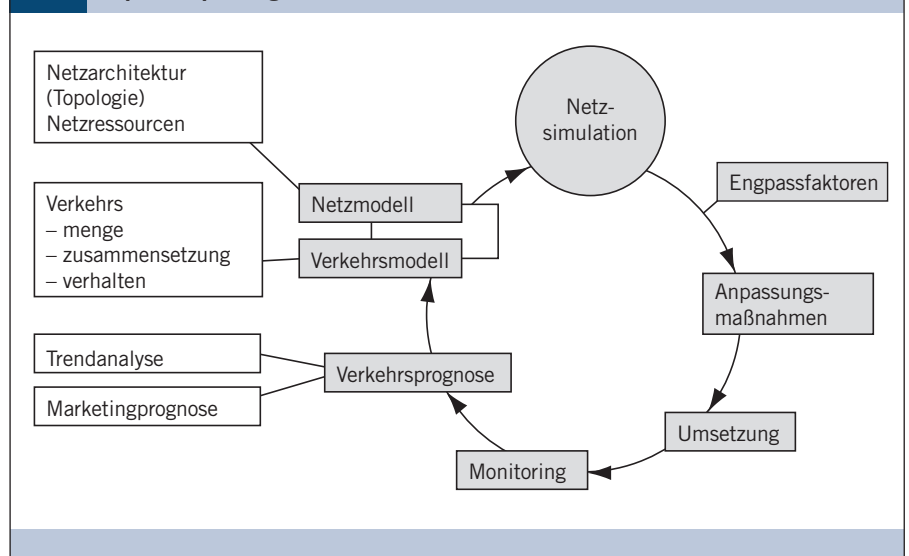 Netzarchitektur
(Topologie)
Netzressourcen
Netz-
simulation
Engpassfaktoren
Netzmodell
Verkehrs
– menge
– zusammensetzung
– verhalten
Verkehrsmodell
Anpassungs-
maßnahmen
Trendanalyse
Verkehrsprognose
Marketingprognose
Umsetzung
Monitoring